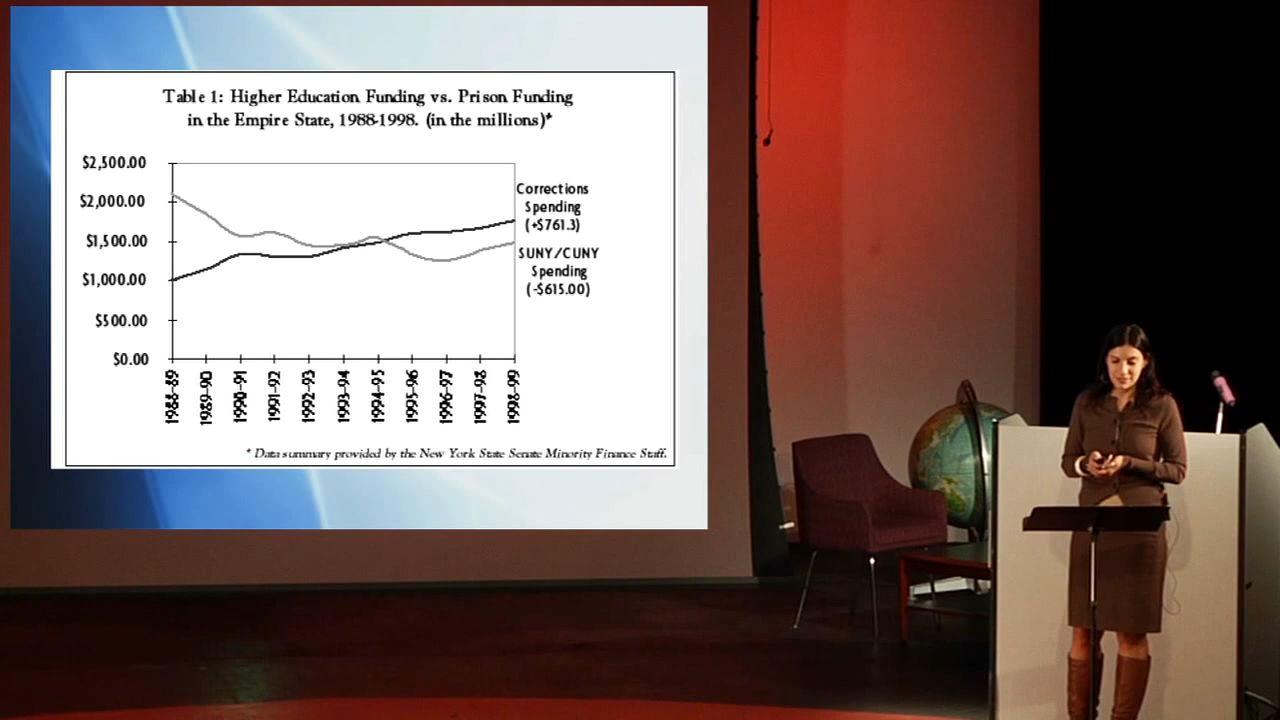 Table 1: Higher Education Funding vs. Prison Funding
in the Empire State, 1988-1998. (in the millions)*
$2,500.00
$2,000.00
$1,500.00
$1,000.00
$500.00
$0.00
Corrections
Spending
(+$761.3)
SUNY/CUNY
Spending
(-$615.00)
1988-89
1989-90
1990-91
1991-92
1992-93
1993-94
1994-95
1995-96
1996-97
1997-98
1998-99
* Data summary provided by the New York State Senate Minority Finance Staff.